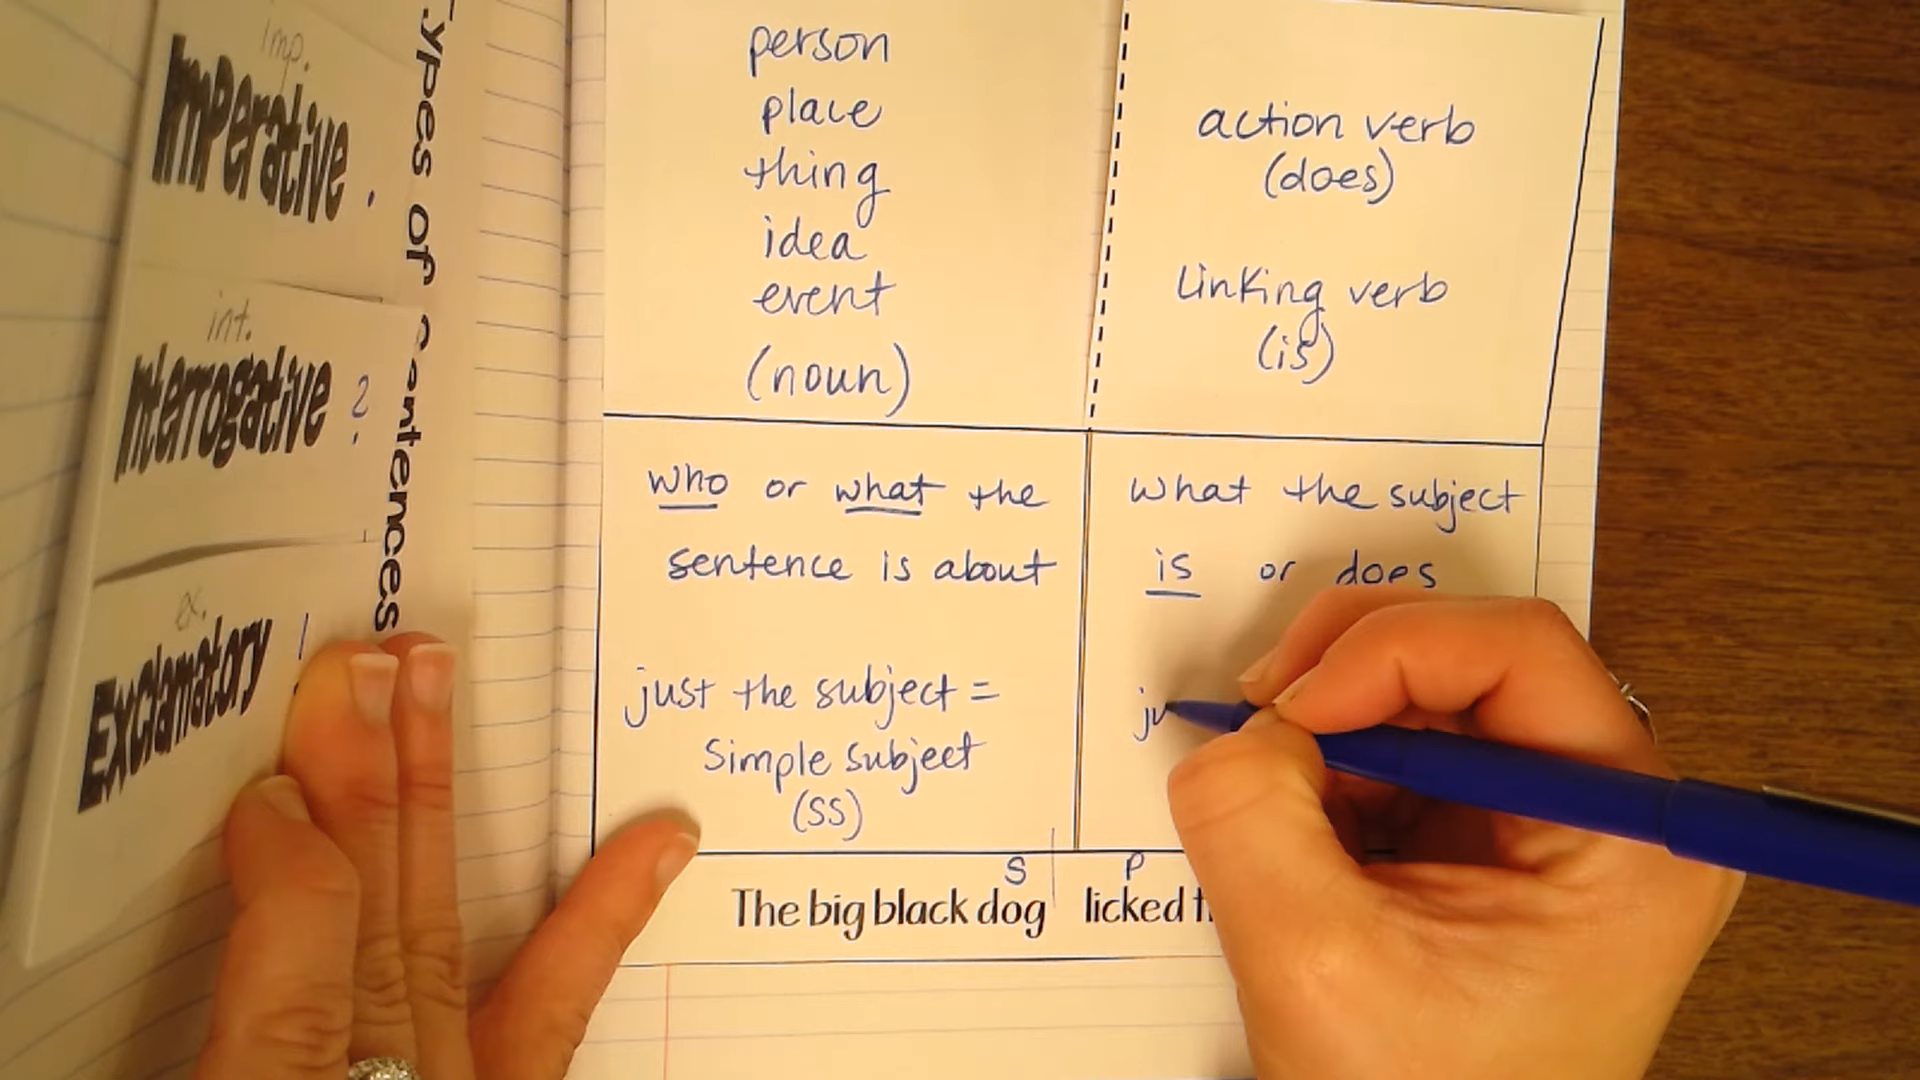 Types of Sentences
Imp.
Imperative .
int.
Interrogative ?
ex.
Exclamatory !
person
place
thing
idea
event
(noun)
action verb
(does)
Linking verb
(is)
who or what the
sentence is about
just the subject =
Simple subject
(SS)
What the subject
is or does
ju
S P
The big black dog licked